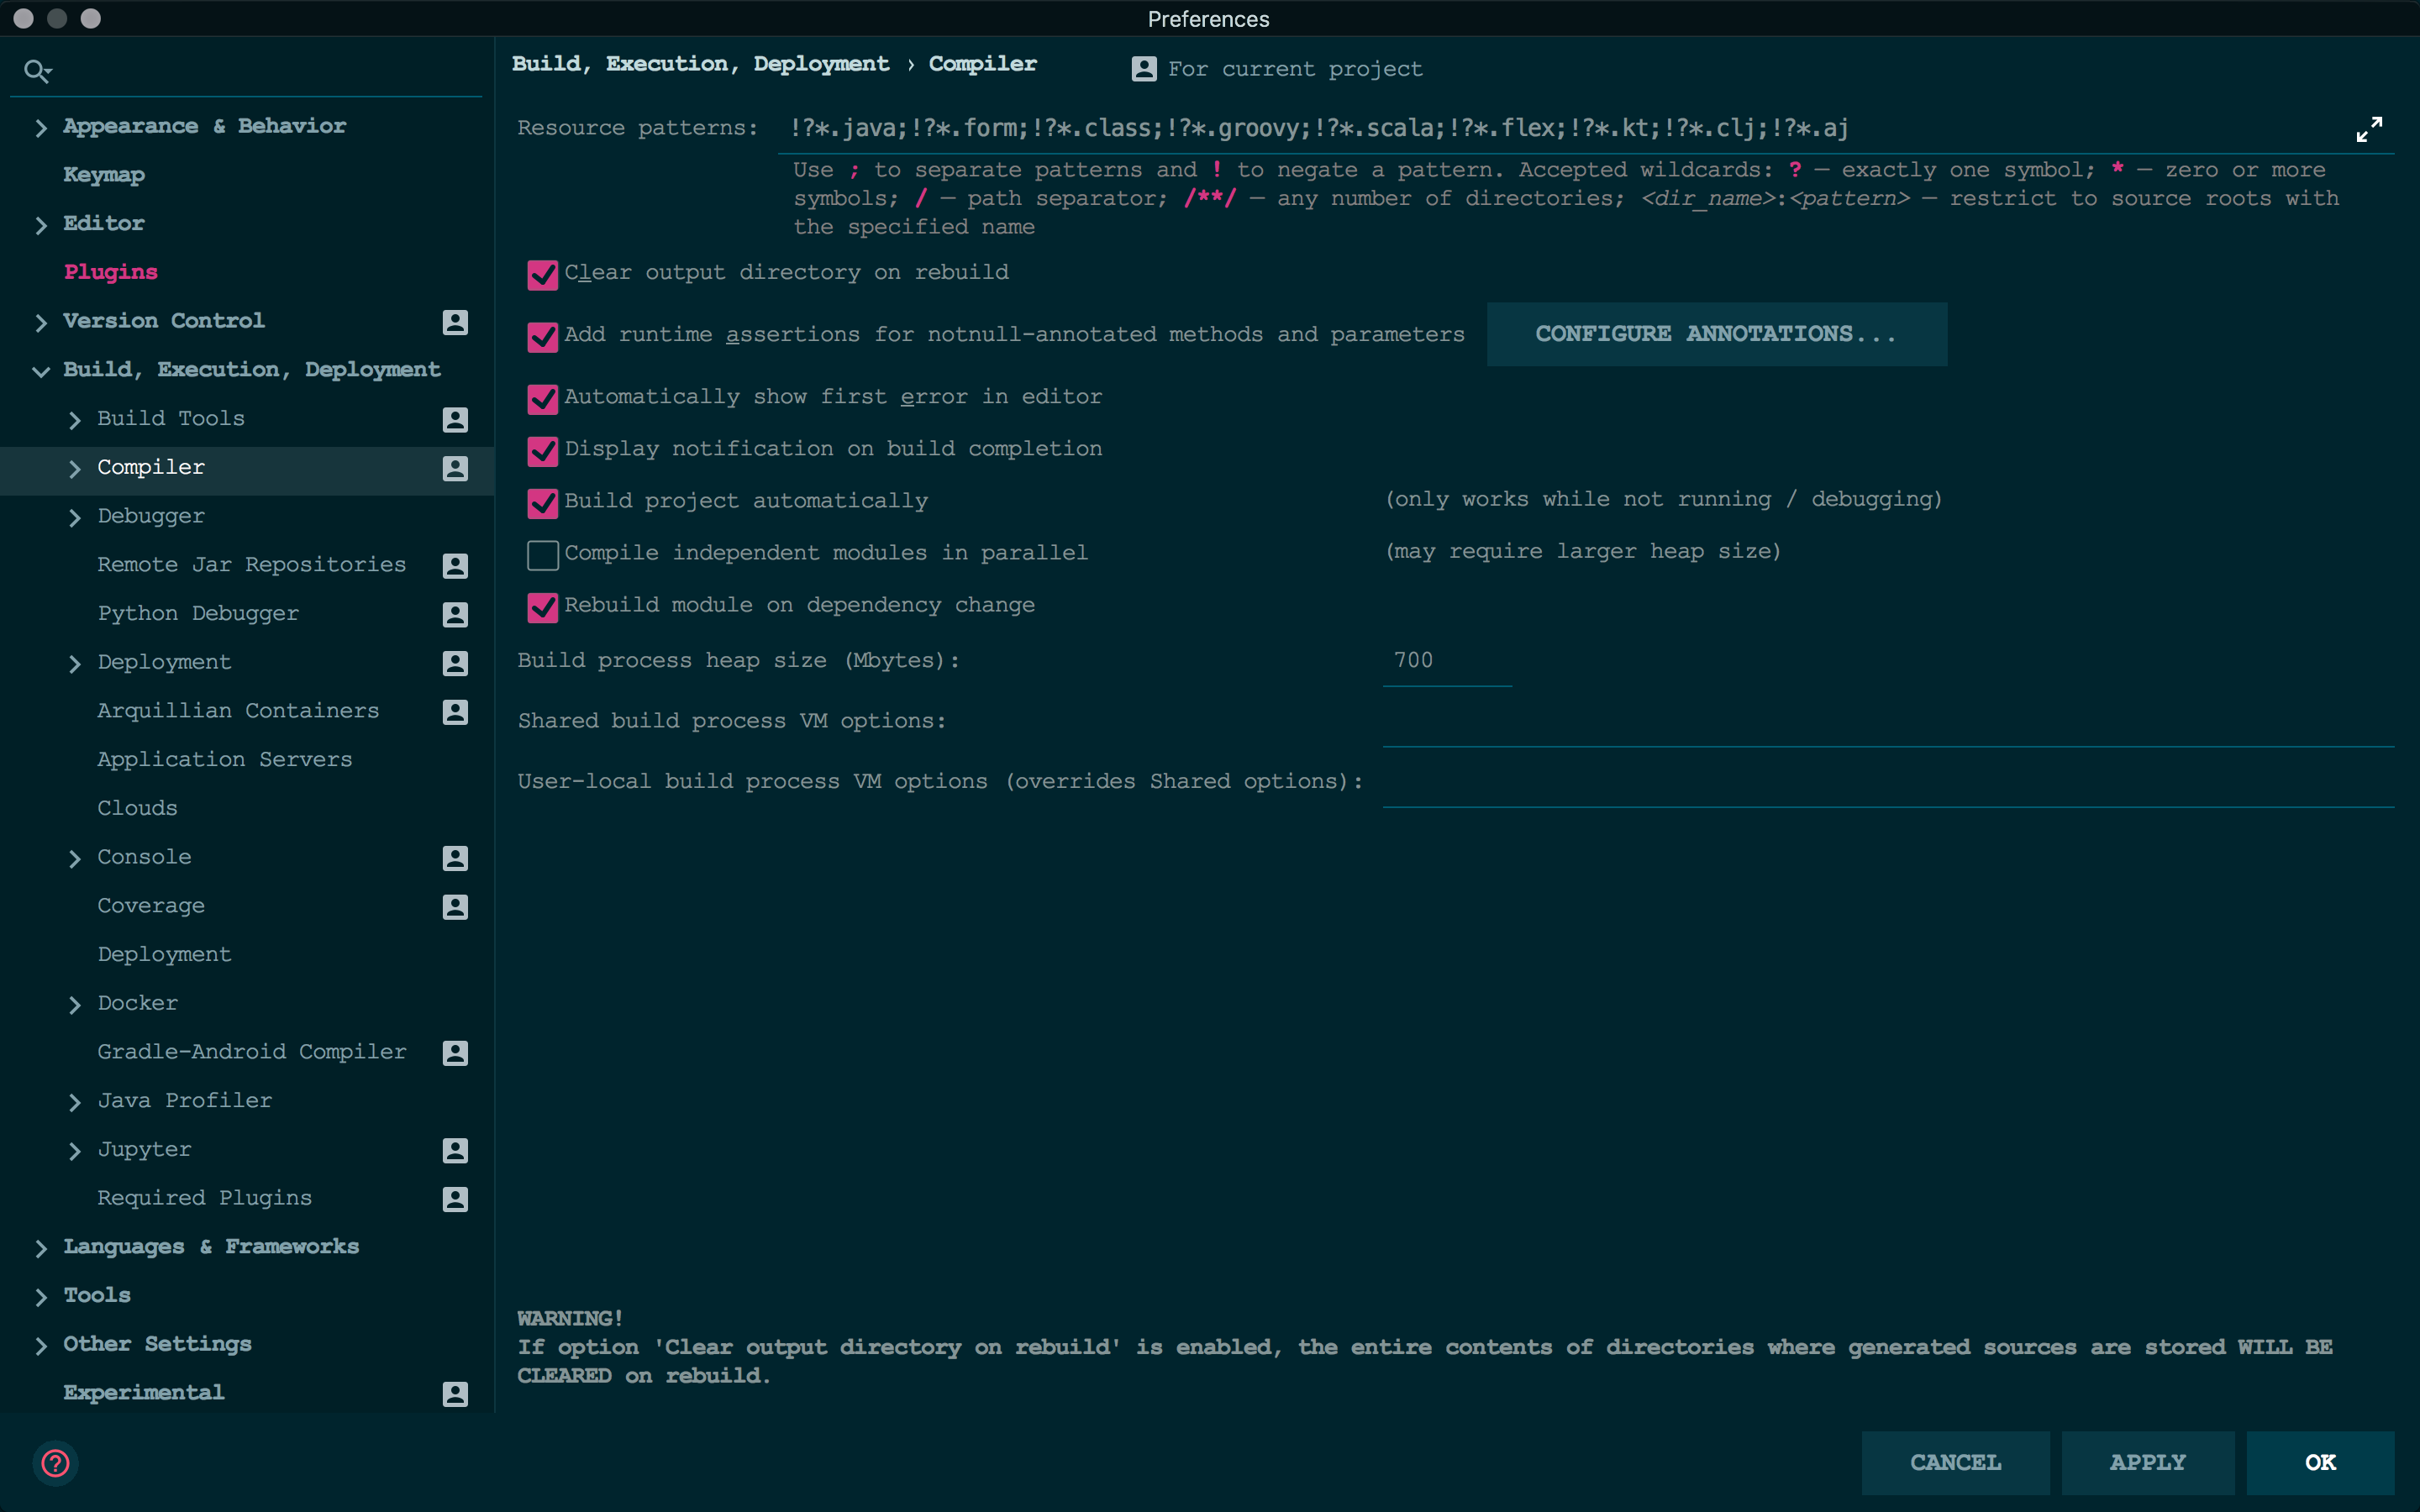 Preferences
Build, Execution, Deployment › Compiler
For current project
Appearance & Behavior
Keymap
Editor
Plugins
Version Control
Build, Execution, Deployment
Build Tools
Compiler
Debugger
Remote Jar Repositories
Python Debugger
Deployment
Arquillian Containers
Application Servers
Clouds
Console
Coverage
Deployment
Docker
Gradle-Android Compiler
Java Profiler
Jupyter
Required Plugins
Languages & Frameworks
Tools
Other Settings
Experimental
Resource patterns: !?*.java;!?*.form;!?*.class;!?*.groovy;!?*.scala;!?*.flex;!?*.kt;!?*.clj;!?*.aj
Use ; to separate patterns and ! to negate a pattern. Accepted wildcards: ? — exactly one symbol; * — zero or more
symbols; / — path separator; /**/ — any number of directories; <dir_name>:<pattern> — restrict to source roots with
the specified name
Clear output directory on rebuild
Add runtime assertions for notnull-annotated methods and parameters CONFIGURE ANNOTATIONS...
Automatically show first error in editor
Display notification on build completion
Build project automatically (only works while not running / debugging)
Compile independent modules in parallel (may require larger heap size)
Rebuild module on dependency change
Build process heap size (Mbytes): 700
Shared build process VM options:
User-local build process VM options (overrides Shared options):
WARNING!
If option 'Clear output directory on rebuild' is enabled, the entire contents of directories where generated sources are stored WILL BE
CLEARED on rebuild.
? CANCEL APPLY OK